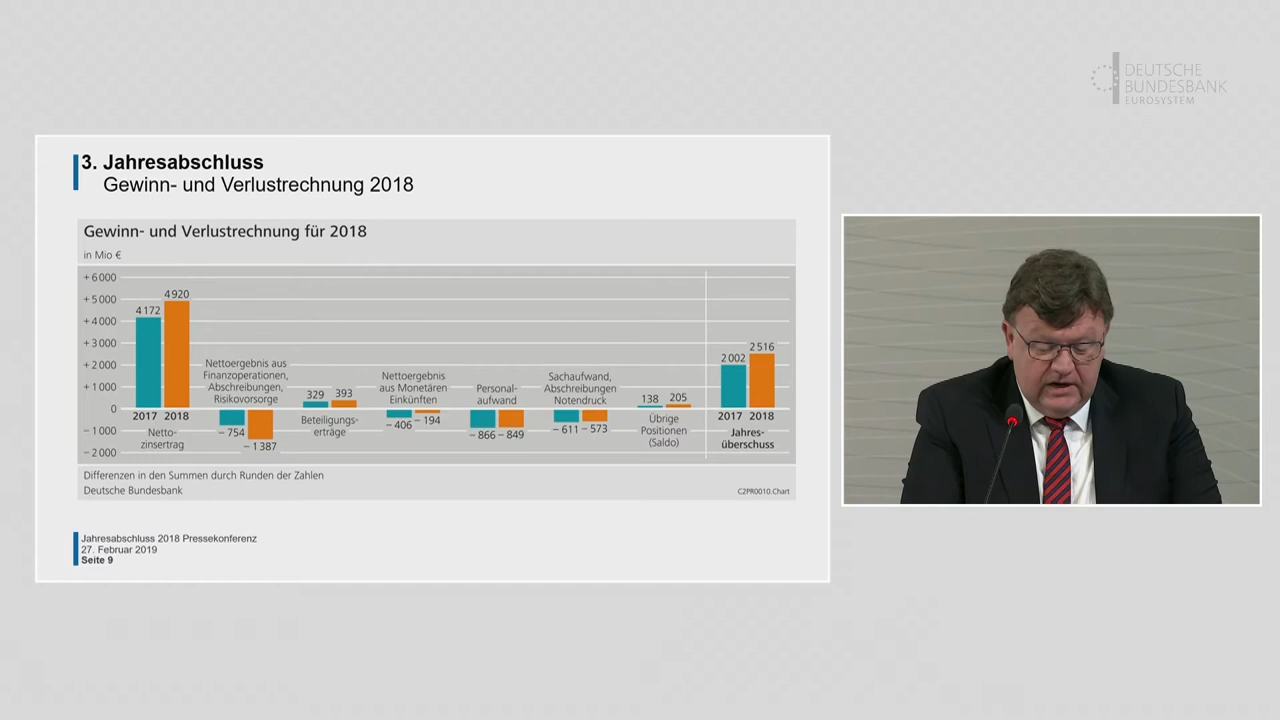 DEUTSCHE
BUNDESBANK
EUROSYSTEM
3. Jahresabschluss
Gewinn- und Verlustrechnung 2018
Gewinn- und Verlustrechnung für 2018
in Mio €
+ 6 000
+ 5 000
+ 4 000
+ 3 000
+ 2 000
+ 1 000
0
− 1 000
− 2 000
4 172
4 920
2017 2018
Netto-
zinsertrag
Nettoergebnis aus
Finanzoperationen,
Abschreibungen,
Risikovorsorge
− 754
− 1 387
329 393
Beteiligungs-
erträge
Nettoergebnis
aus Monetären
Einkünften
− 406 − 194
Personal-
aufwand
− 866 − 849
Sachaufwand,
Abschreibungen
Notendruck
− 611 − 573
138 205
Übrige
Positionen
(Saldo)
2 002
2 516
2017 2018
Jahres-
überschuss
Differenzen in den Summen durch Runden der Zahlen
Deutsche Bundesbank
C2PR0010.Chart
Jahresabschluss 2018 Pressekonferenz
27. Februar 2019
Seite 9